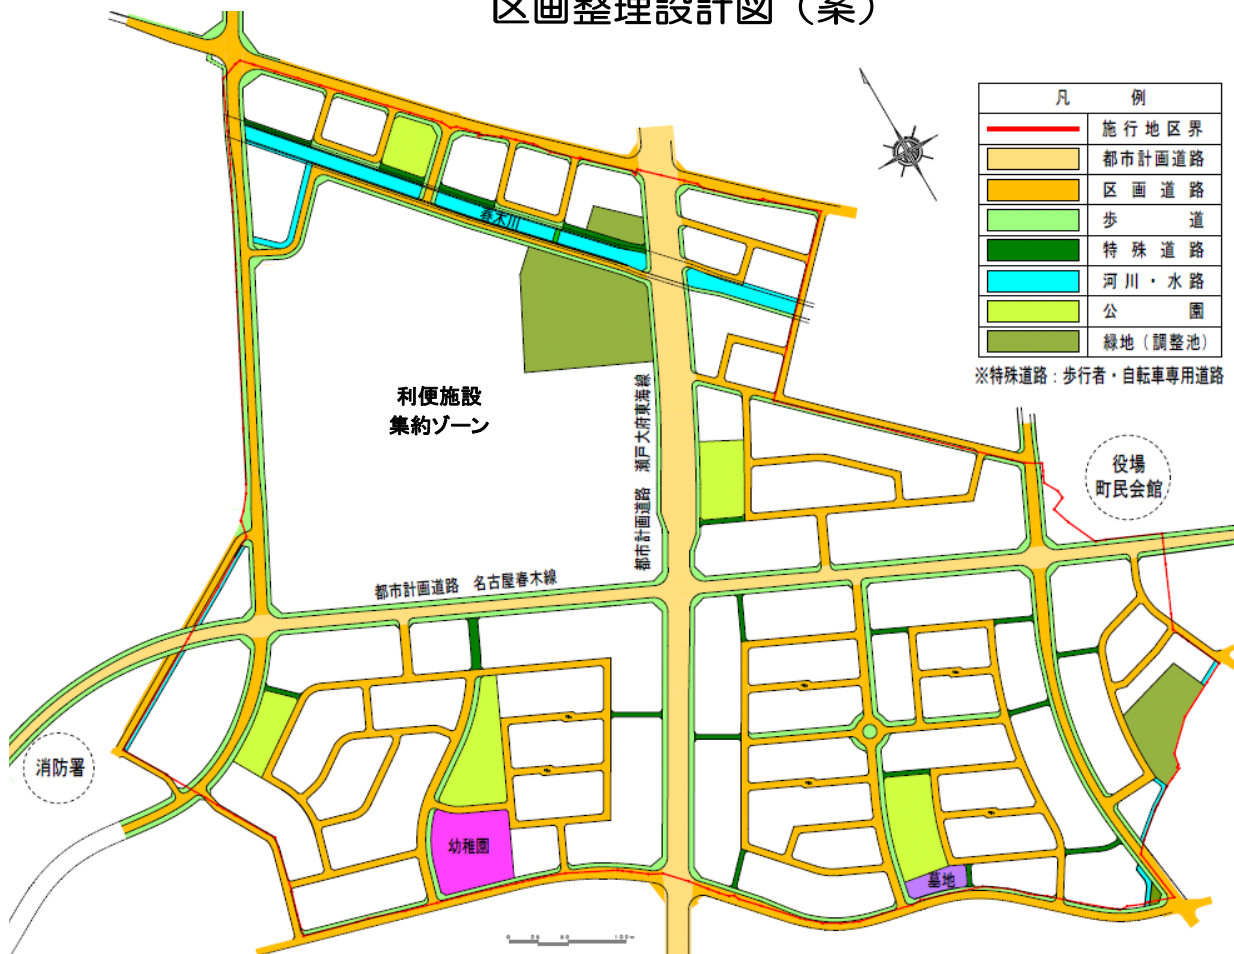 区画整理設計図（案）
凡 例
施行地区界
都市計画道路
区画道路
歩道
特殊道路
河川・水路
公園
緑地（調整池）
※特殊道路：歩行者・自転車専用道路
春木川
利便施設
集約ゾーン
都市計画道路 瀬戸大府東海線
役場
町民会館
都市計画道路 名古屋春木線
消防署
幼稚園
墓地